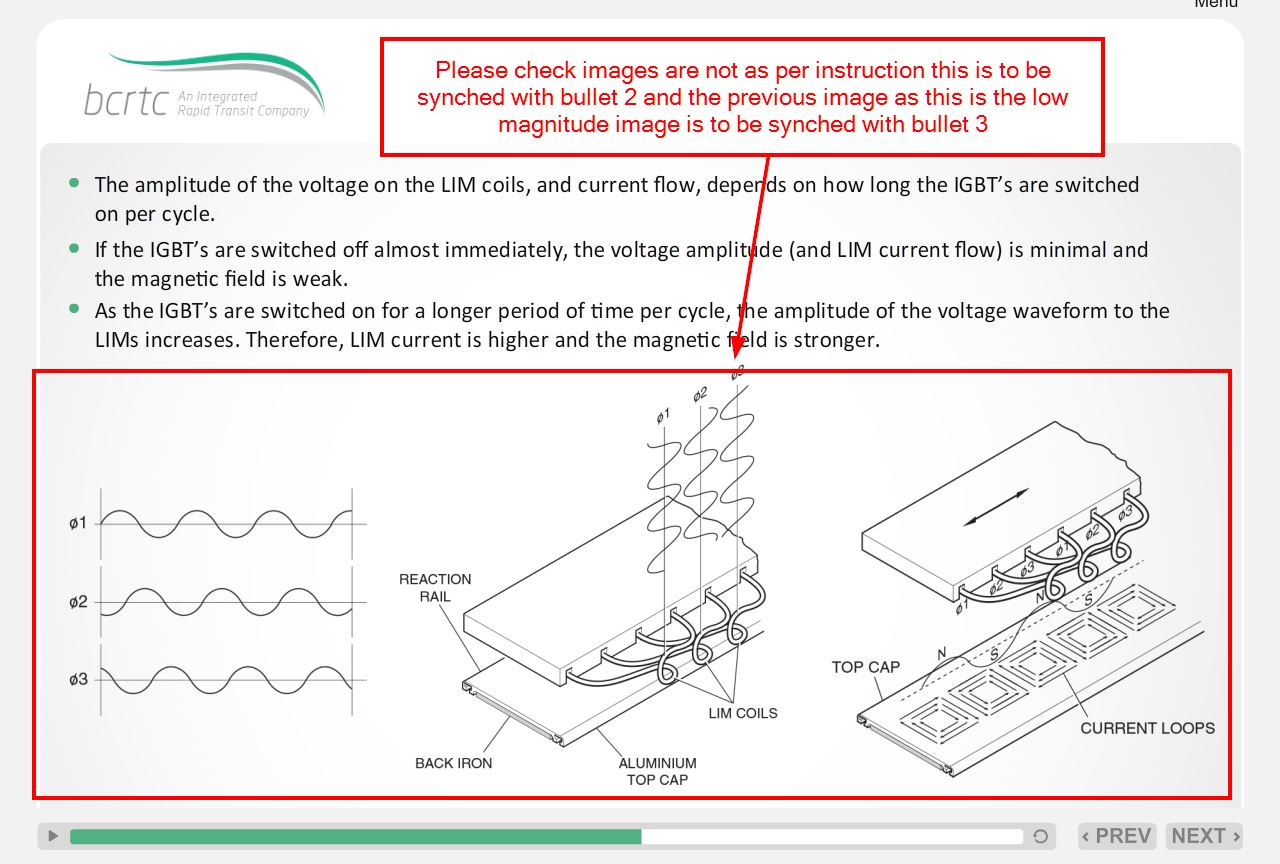 Menu
bcrtc An Integrated
Rapid Transit Company
Please check images are not as per instruction this is to be
synched with bullet 2 and the previous image as this is the low
magnitude image is to be synched with bullet 3
The amplitude of the voltage on the LIM coils, and current flow, depends on how long the IGBT’s are switched
on per cycle.
If the IGBT’s are switched off almost immediately, the voltage amplitude (and LIM current flow) is minimal and
the magnetic field is weak.
As the IGBT’s are switched on for a longer period of time per cycle, the amplitude of the voltage waveform to the
LIMs increases. Therefore, LIM current is higher and the magnetic field is stronger.
ø1
ø2
ø3
ø1
ø2
ø3
REACTION
RAIL
LIM COILS
BACK IRON
ALUMINIUM
TOP CAP
ø1
ø2
ø3
ø1
ø2
ø3
N
S
N
S
TOP CAP
CURRENT LOOPS
‹ PREV
NEXT ›